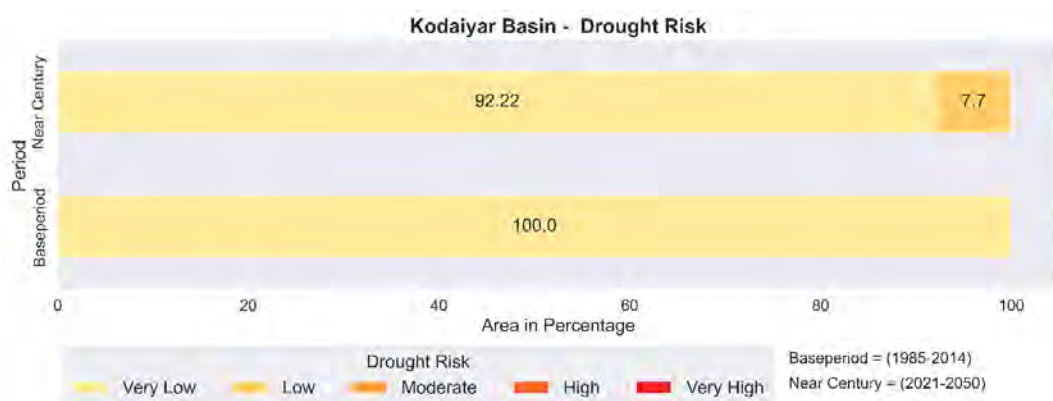 Kodaiyar Basin - Drought Risk
Period
Near Century
92.22
7.7
Baseperiod
100.0
0 20 40 60 80 100
Area in Percentage
Drought Risk
Very Low Low Moderate High Very High
Baseperiod = (1985-2014)
Near Century = (2021-2050)